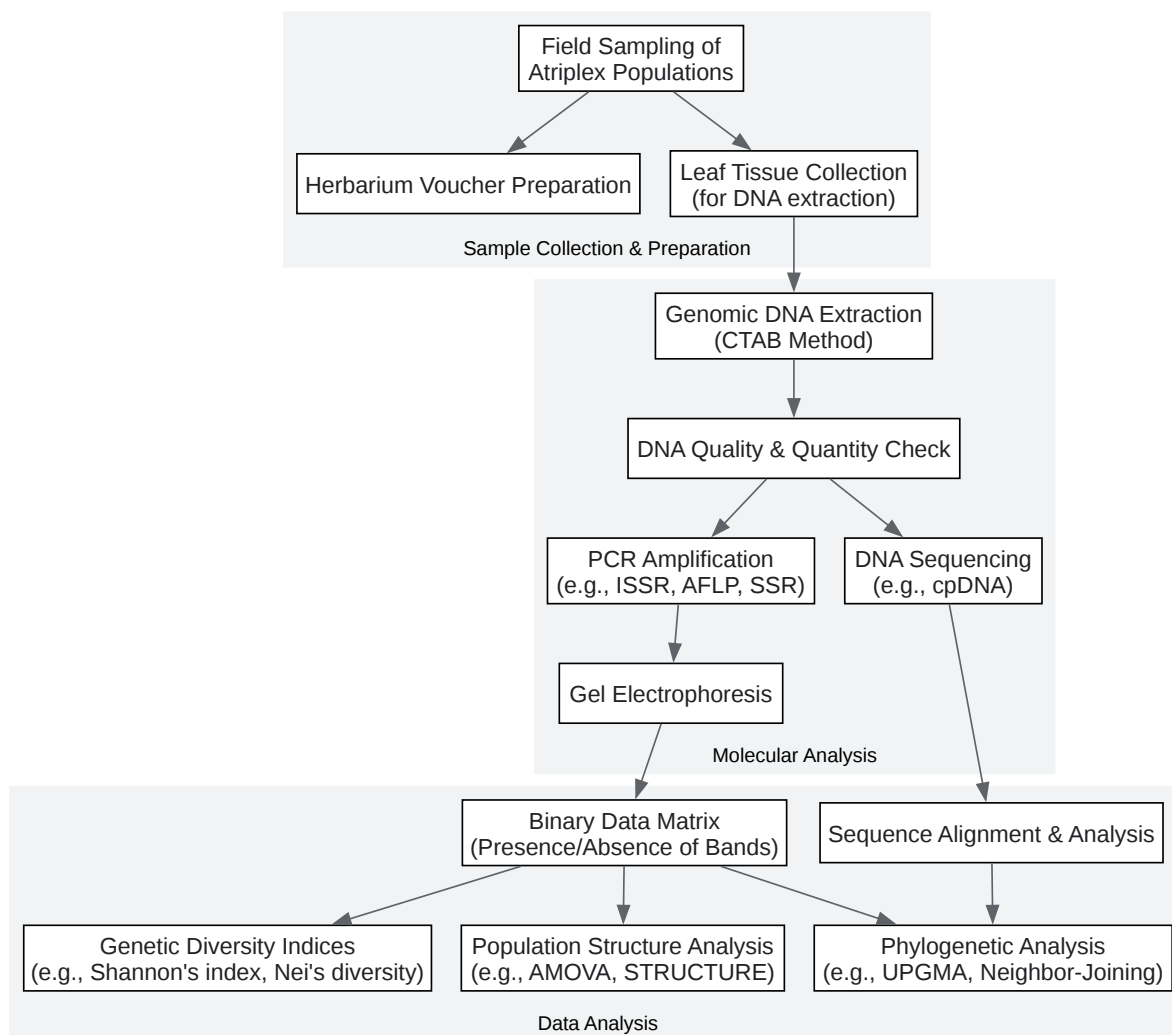 Field Sampling of
Atriplex Populations
Herbarium Voucher Preparation
Leaf Tissue Collection
(for DNA extraction)
Sample Collection & Preparation
Genomic DNA Extraction
(CTAB Method)
DNA Quality & Quantity Check
PCR Amplification
(e.g., ISSR, AFLP, SSR)
DNA Sequencing
(e.g., cpDNA)
Gel Electrophoresis
Molecular Analysis
Binary Data Matrix
(Presence/Absence of Bands)
Sequence Alignment & Analysis
Genetic Diversity Indices
(e.g., Shannon's index, Nei's diversity)
Population Structure Analysis
(e.g., AMOVA, STRUCTURE)
Phylogenetic Analysis
(e.g., UPGMA, Neighbor-Joining)
Data Analysis